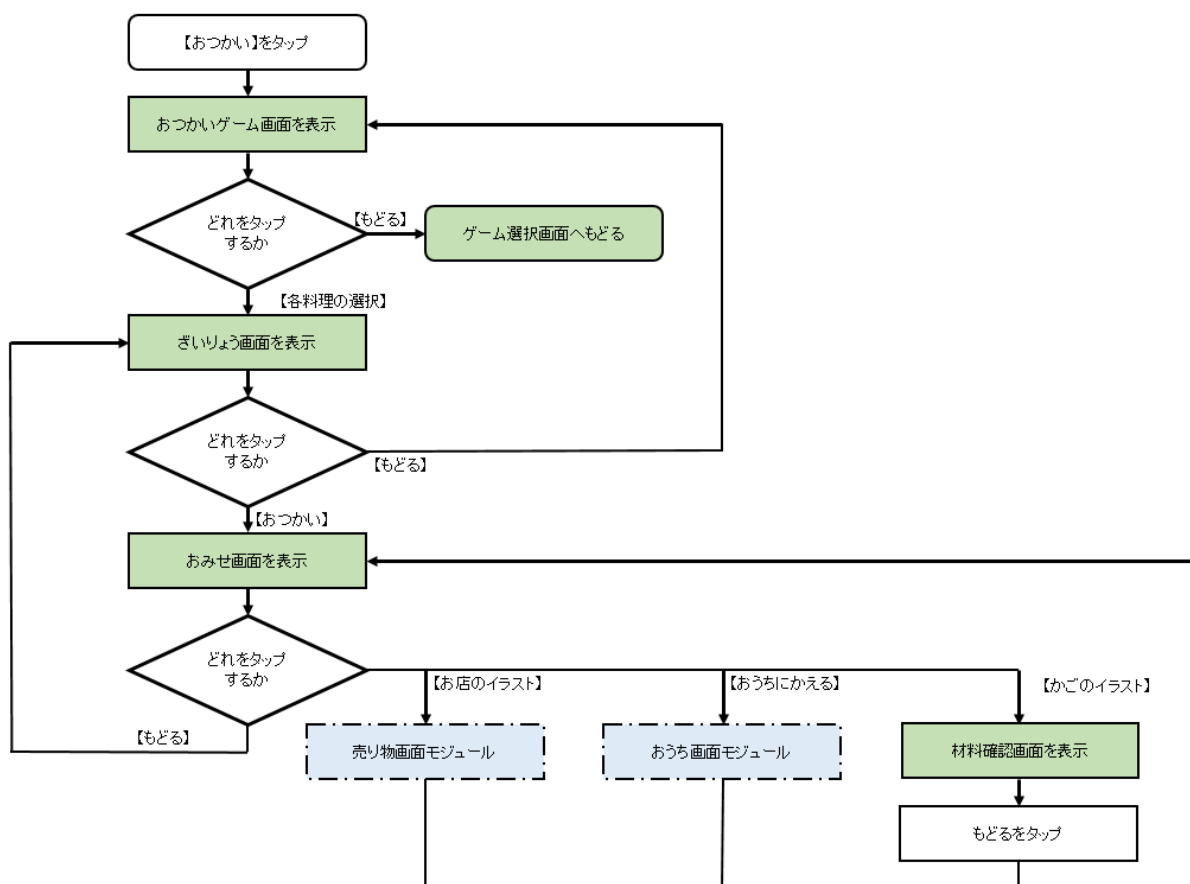 【おつかい】をタップ
おつかいゲーム画面を表示
どれをタップ
するか
【もどる】
ゲーム選択画面へもどる
【各料理の選択】
ざいりょう画面を表示
どれをタップ
するか
【もどる】
【おつかい】
おみせ画面を表示
どれをタップ
するか
【もどる】
【お店のイラスト】
【おうちにかえる】
【かごのイラスト】
売り物画面モジュール
おうち画面モジュール
材料確認画面を表示
もどるをタップ